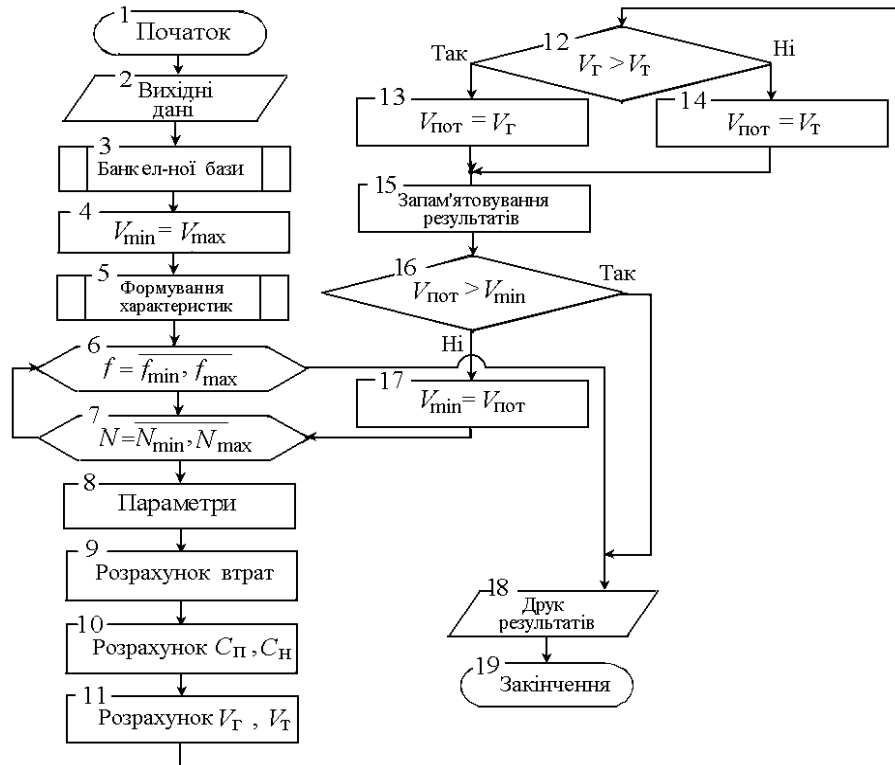 1
Початок
2
Вихідні
дані
3
Банк ел-ної бази
4
Vmin = Vmax
5
Формування
характеристик
6
f = fmin, fmax
7
N=Nmin, Nmax
8
Параметри
9
Розрахунок втрат
10
Розрахунок CП , CН
11
Розрахунок VГ , VТ
12
Так
Ні
VГ > VТ
13
Vпот = VГ
14
Vпот = VТ
15
Запам'ятовування
результатів
16
Так
Vпот > Vmin
Ні
17
Vmin = Vпот
18
Друк
результатів
19
Закінчення